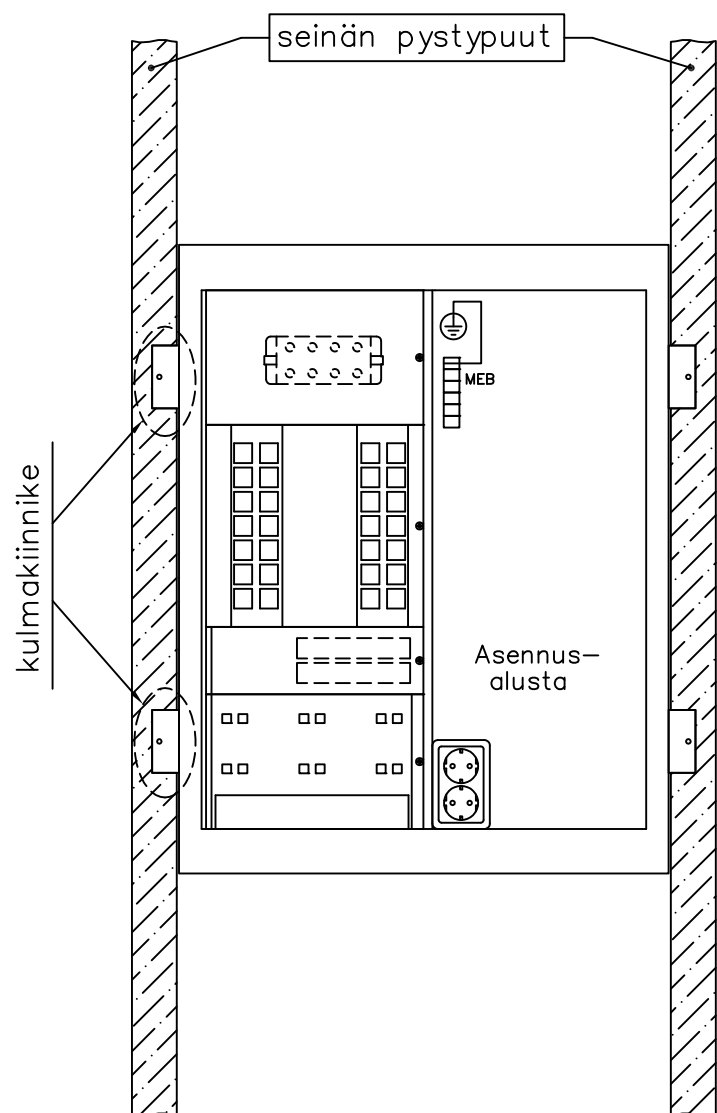 seinän pystypuut
MEB
kulmakiinnike
Asennus-
alusta